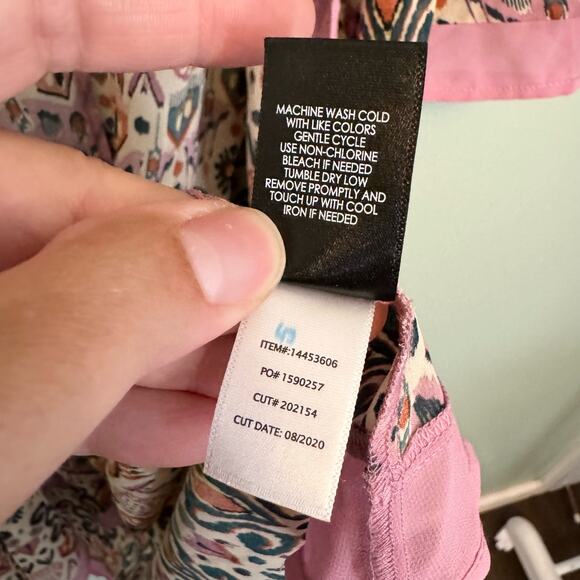 MACHINE WASH COLD
WITH LIKE COLORS
GENTLE CYCLE
USE NON-CHLORINE
BLEACH IF NEEDED
TUMBLE DRY LOW
REMOVE PROMPTLY AND
TOUCH UP WITH COOL
IRON IF NEEDED
ITEM#:14453606
PO# 1590257
CUT# 202154
CUT DATE: 08/2020